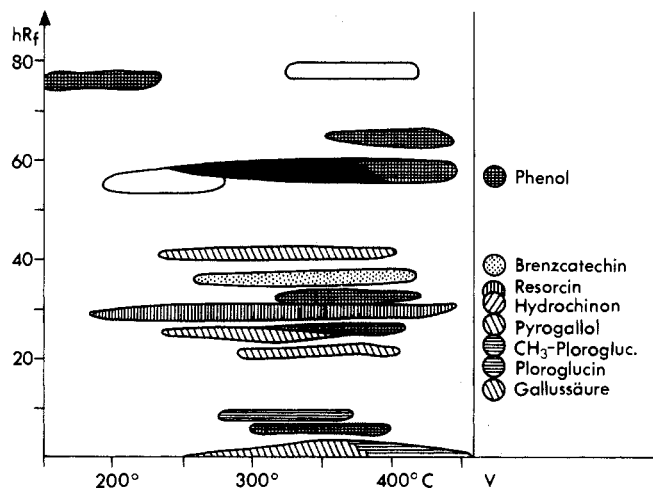 hRf
80
60
40
20
Phenol
Brenzcatechin
Resorcin
Hydrochinon
Pyrogallol
CH3-Plorogluc.
Ploroglucin
Gallussäure
200° 300° 400° C V